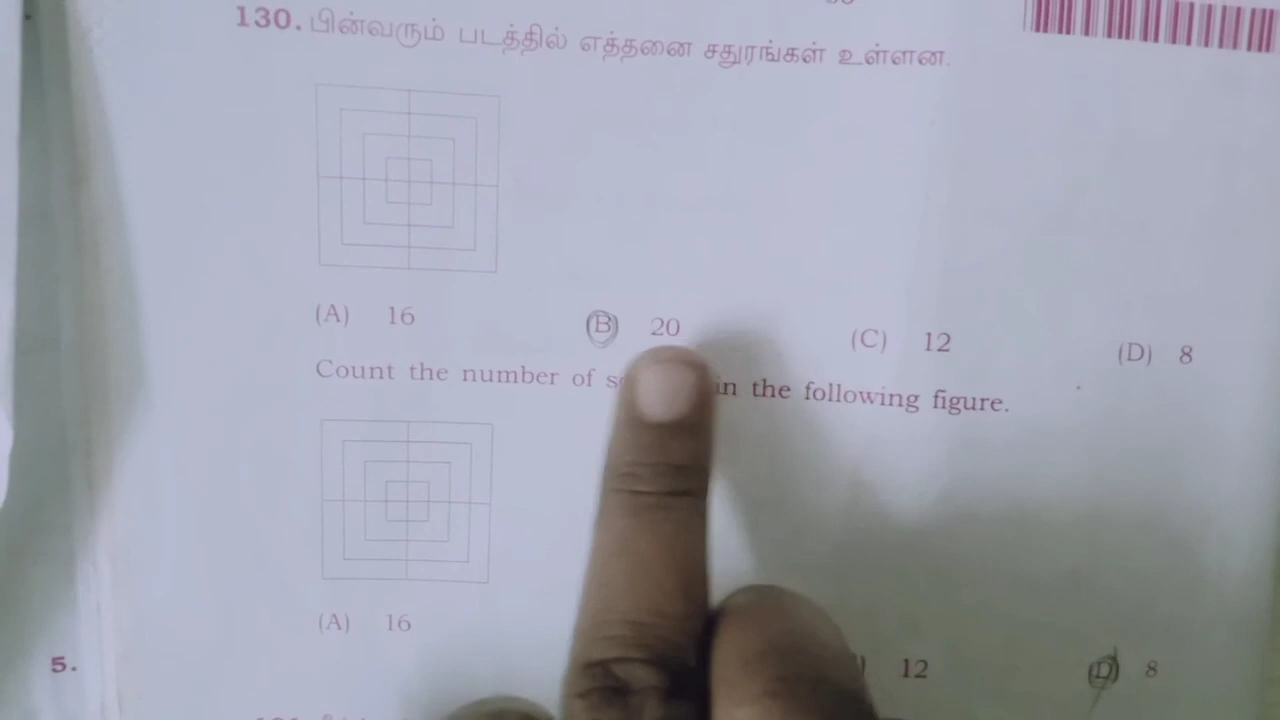 130. பின்வரும் படத்தில் எத்தனை சதுரங்கள் உள்ளன.
(A) 16 (B) 20 (C) 12 (D) 8
Count the number of in the following figure.
(A) 16 12 (D) 8
5.